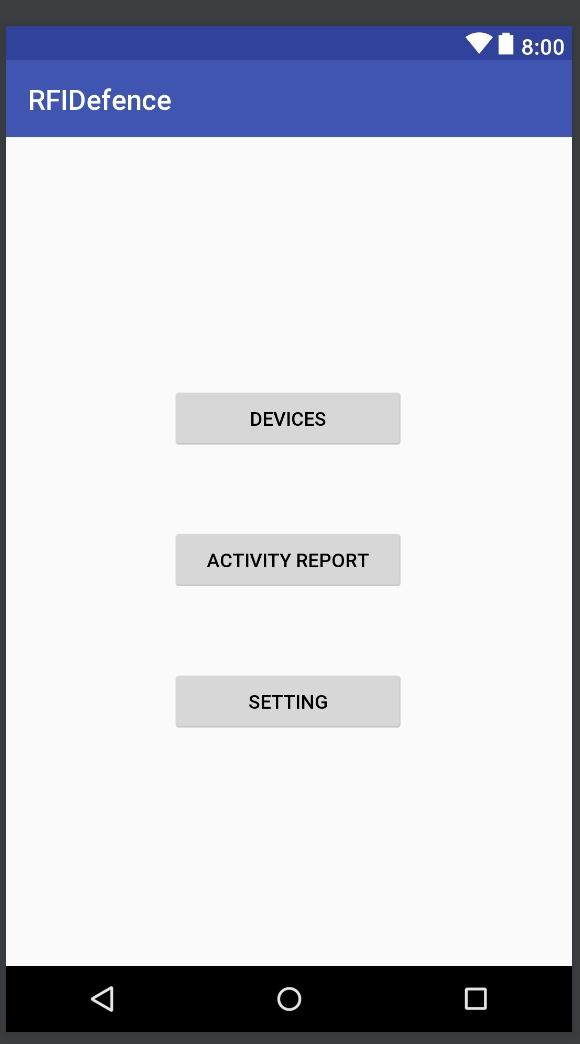 8:00
RFIDefence
DEVICES
ACTIVITY REPORT
SETTING